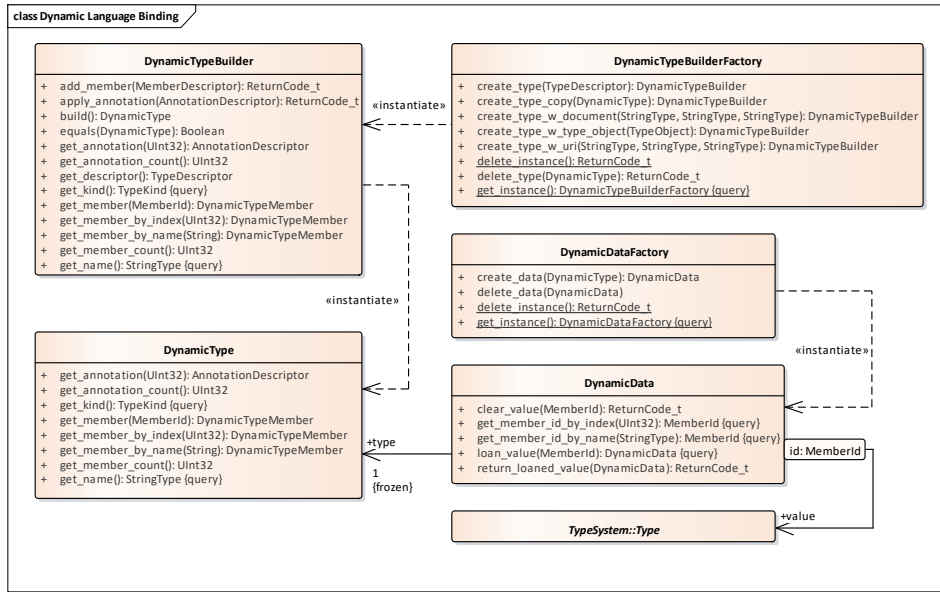 class Dynamic Language Binding
DynamicTypeBuilder
+ add_member(MemberDescriptor): ReturnCode_t
+ apply_annotation(AnnotationDescriptor): ReturnCode_t
+ build(): DynamicType
+ equals(DynamicType): Boolean
+ get_annotation(UInt32): AnnotationDescriptor
+ get_annotation_count(): UInt32
+ get_descriptor(): TypeDescriptor
+ get_kind(): TypeKind {query}
+ get_member(MemberId): DynamicTypeMember
+ get_member_by_index(UInt32): DynamicTypeMember
+ get_member_by_name(String): DynamicTypeMember
+ get_member_count(): UInt32
+ get_name(): StringType {query}
«instantiate»
DynamicTypeBuilderFactory
+ create_type(TypeDescriptor): DynamicTypeBuilder
+ create_type_copy(DynamicType): DynamicTypeBuilder
+ create_type_w_document(StringType, StringType, StringType): DynamicTypeBuilder
+ create_type_w_type_object(TypeObject): DynamicTypeBuilder
+ create_type_w_uri(StringType, StringType, StringType): DynamicTypeBuilder
+ delete_instance(): ReturnCode_t
+ delete_type(DynamicType): ReturnCode_t
+ get_instance(): DynamicTypeBuilderFactory {query}
DynamicDataFactory
+ create_data(DynamicType): DynamicData
+ delete_data(DynamicData)
+ delete_instance(): ReturnCode_t
+ get_instance(): DynamicDataFactory {query}
«instantiate»
«instantiate»
DynamicType
+ get_annotation(UInt32): AnnotationDescriptor
+ get_annotation_count(): UInt32
+ get_kind(): TypeKind {query}
+ get_member(MemberId): DynamicTypeMember
+ get_member_by_index(UInt32): DynamicTypeMember
+ get_member_by_name(String): DynamicTypeMember
+ get_member_count(): UInt32
+ get_name(): StringType {query}
+type
1
{frozen}
DynamicData
+ clear_value(MemberId): ReturnCode_t
+ get_member_id_by_index(UInt32): MemberId {query}
+ get_member_id_by_name(StringType): MemberId {query}
+ loan_value(MemberId): DynamicData {query}
+ return_loaned_value(DynamicData): ReturnCode_t
id: MemberId
+value
TypeSystem::Type